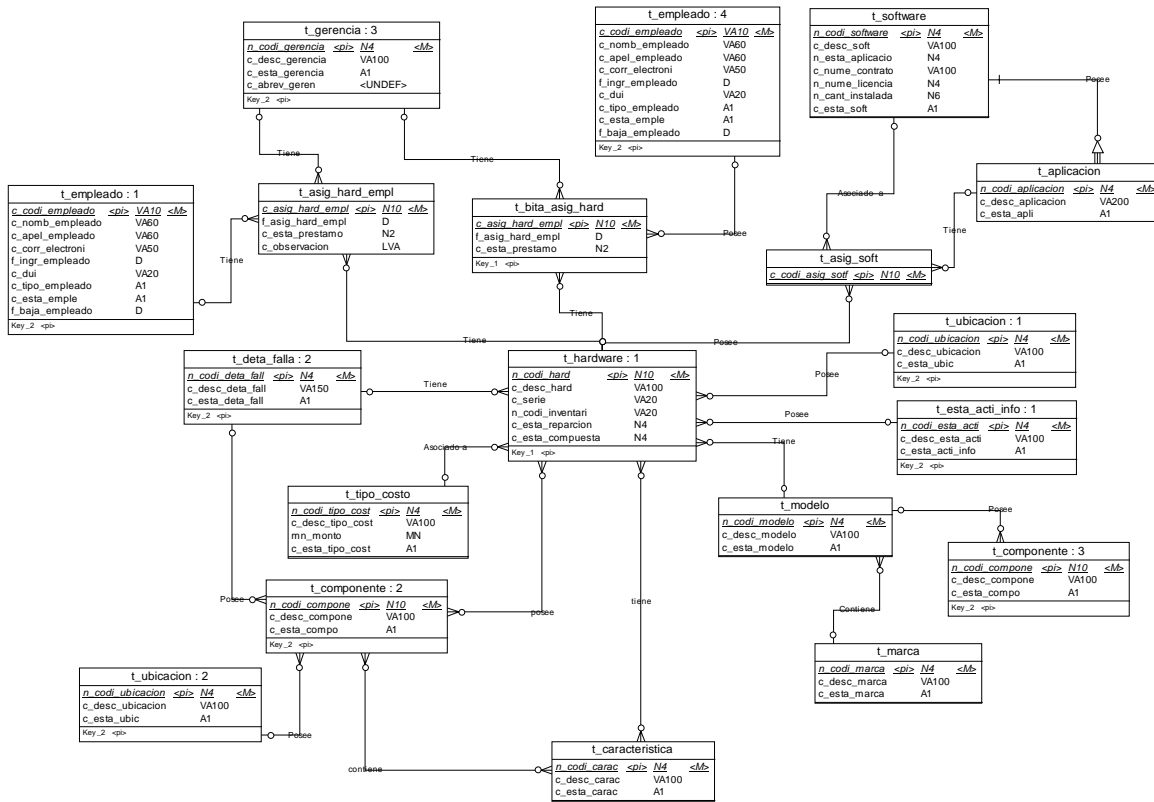 t_gerencia : 3
n_codi_gerencia <pi> N4 <M>
c_desc_gerencia VA100
c_esta_gerencia A1
c_abrev_geren <UNDEF>
Key_2 <pi>
t_empleado : 4
c_codi_empleado <pi> VA10 <M>
c_nomb_empleado VA60
c_apel_empleado VA60
c_corr_electroni VA50
f_ingr_empleado D
c_dui VA20
c_tipo_empleado A1
c_esta_emple A1
f_baja_empleado D
Key_2 <pi>
t_software
n_codi_software <pi> N4 <M>
c_desc_soft VA100
n_esta_aplicacio N4
c_nume_contrato VA100
n_nume_licencia N4
n_cant_instalada N6
c_esta_soft A1
Posee
Tiene
Tiene
t_aplicacion
n_codi_aplicacion <pi> N4 <M>
c_desc_aplicacion VA200
c_esta_apli A1
t_empleado : 1
c_codi_empleado <pi> VA10 <M>
c_nomb_empleado VA60
c_apel_empleado VA60
c_corr_electroni VA50
f_ingr_empleado D
c_dui VA20
c_tipo_empleado A1
c_esta_emple A1
f_baja_empleado D
Key_2 <pi>
Tiene
t_asig_hard_empl
c_asig_hard_empl <pi> N10 <M>
f_asig_hard_empl D
c_esta_prestamo N2
c_observacion LVA
t_bita_asig_hard
c_asig_hard_empl <pi> N10 <M>
f_asig_hard_empl D
c_esta_prestamo N2
Key_1 <pi>
Posee
Asociado a
Tiene
t_asig_soft
c_codi_asig_sotf <pi> N10 <M>
Tiene
Tiene
Posee
t_ubicacion : 1
n_codi_ubicacion <pi> N4 <M>
c_desc_ubicacion VA100
c_esta_ubic A1
Key_2 <pi>
Posee
t_deta_falla : 2
n_codi_deta_fall <pi> N4 <M>
c_desc_deta_fall VA150
c_esta_deta_fall A1
Key_2 <pi>
Tiene
t_hardware : 1
n_codi_hard <pi> N10 <M>
c_desc_hard VA100
c_serie VA20
n_codi_inventari VA20
c_esta_reparcion N4
c_esta_compuesta N4
Key_1 <pi>
Posee
t_esta_acti_info : 1
n_codi_esta_acti <pi> N4 <M>
c_desc_esta_acti VA100
c_esta_acti_info A1
Key_2 <pi>
Asociado a
Tiene
t_tipo_costo
n_codi_tipo_cost <pi> N4 <M>
c_desc_tipo_cost VA100
mn_monto MN
c_esta_tipo_cost A1
t_modelo
n_codi_modelo <pi> N4 <M>
c_desc_modelo VA100
c_esta_modelo A1
Posee
t_componente : 3
n_codi_compone <pi> N10 <M>
c_desc_compone VA100
c_esta_compo A1
Key_2 <pi>
Posee
t_componente : 2
n_codi_compone <pi> N10 <M>
c_desc_compone VA100
c_esta_compo A1
Key_2 <pi>
posee
tiene
Contiene
t_marca
n_codi_marca <pi> N4 <M>
c_desc_marca VA100
c_esta_marca A1
t_ubicacion : 2
n_codi_ubicacion <pi> N4 <M>
c_desc_ubicacion VA100
c_esta_ubic A1
Key_2 <pi>
Posee
contiene
t_caracteristica
n_codi_carac <pi> N4 <M>
c_desc_carac VA100
c_esta_carac A1